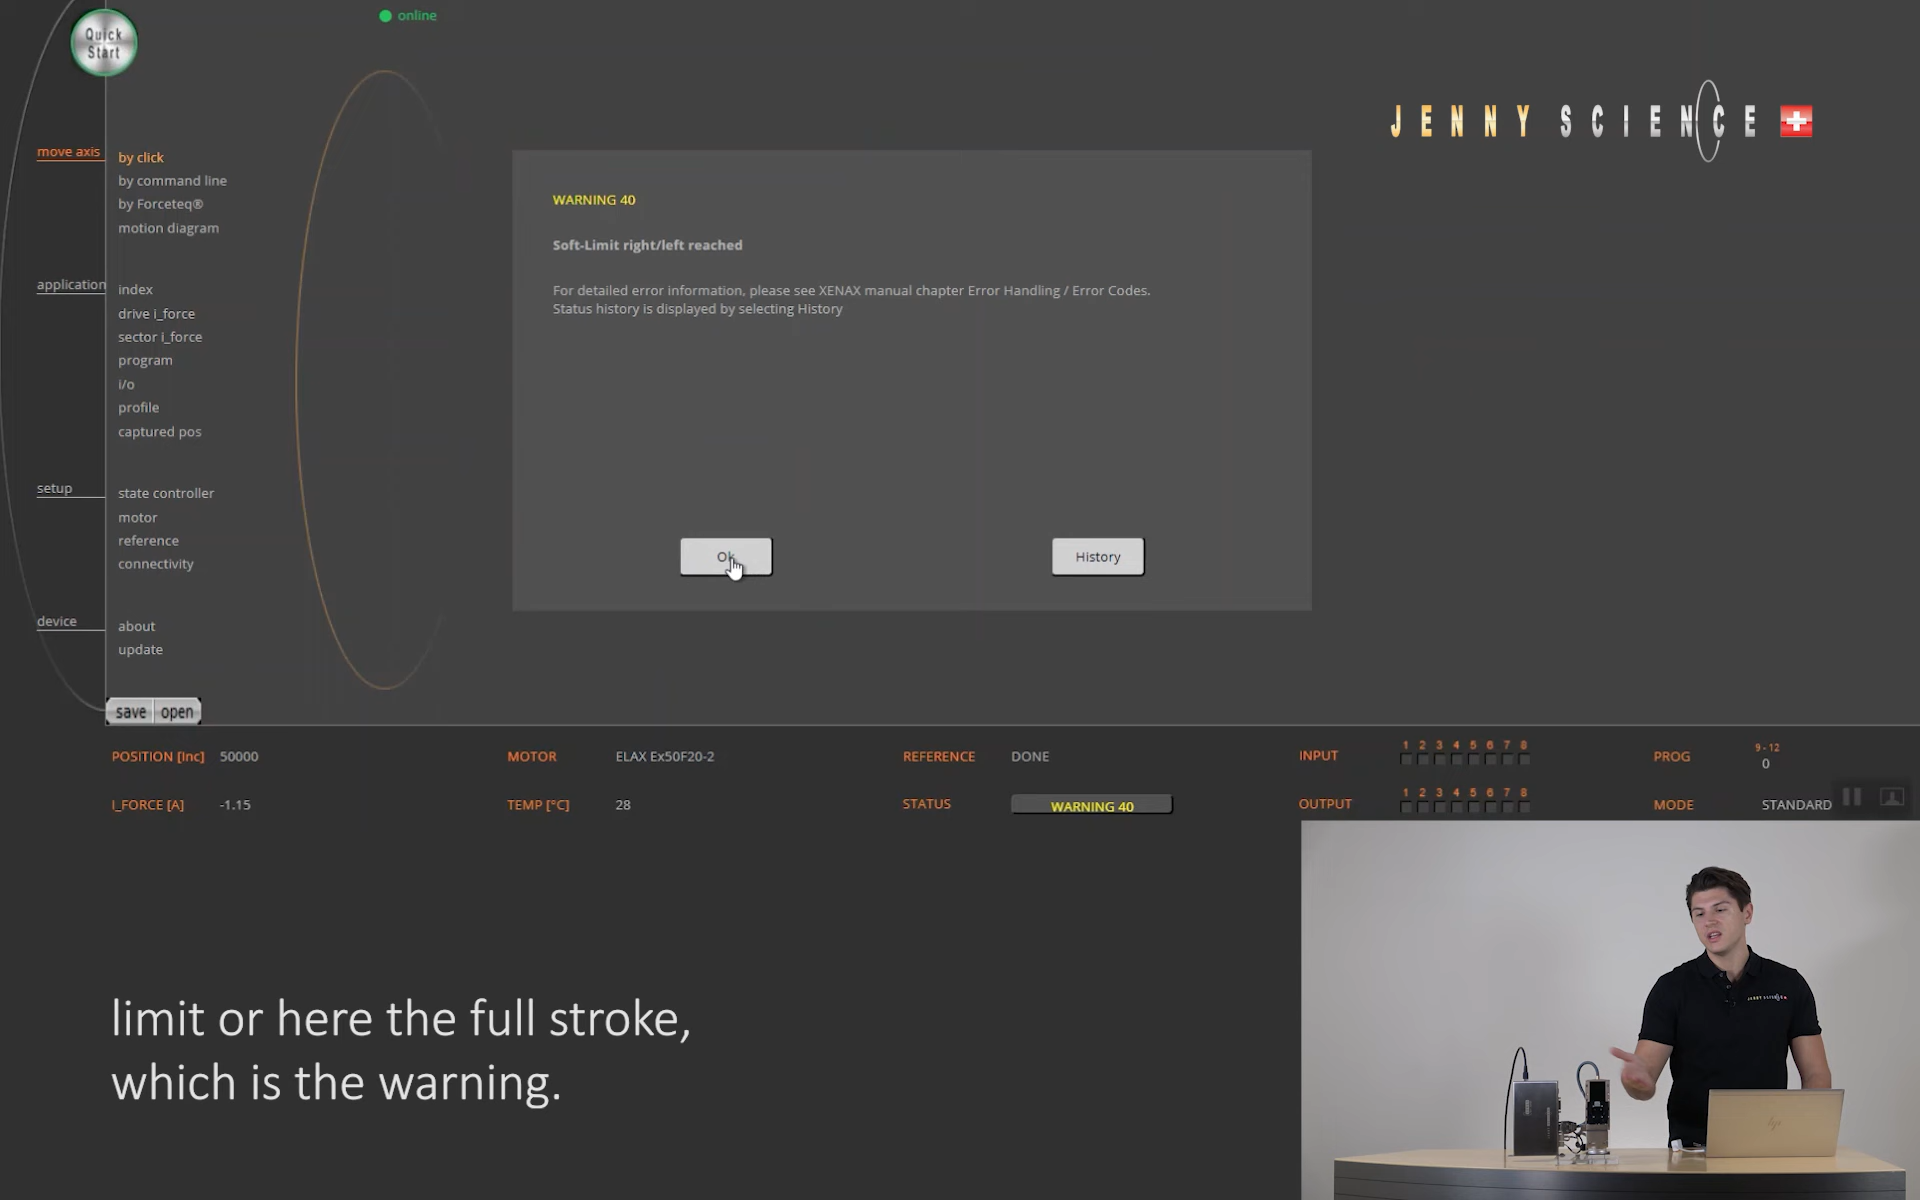 Quick
Start
online
JENNY SCIENCE
move axis
by click
by command line
by Forceteq®
motion diagram
application
index
drive i_force
sector i_force
program
i/o
profile
captured pos
setup
state controller
motor
reference
connectivity
device
about
update
save open
WARNING 40
Soft-Limit right/left reached
For detailed error information, please see XENAX manual chapter Error Handling / Error Codes.
Status history is displayed by selecting History
Ok
History
POSITION [Inc] 50000
MOTOR ELAX Ex50F20-2
REFERENCE DONE
INPUT 1 2 3 4 5 6 7 8
PROG 9 - 12
0
I_FORCE [A] -1.15
TEMP [°C] 28
STATUS WARNING 40
OUTPUT 1 2 3 4 5 6 7 8
MODE STANDARD
limit or here the full stroke,
which is the warning.
JENNY SCIENCE
hp